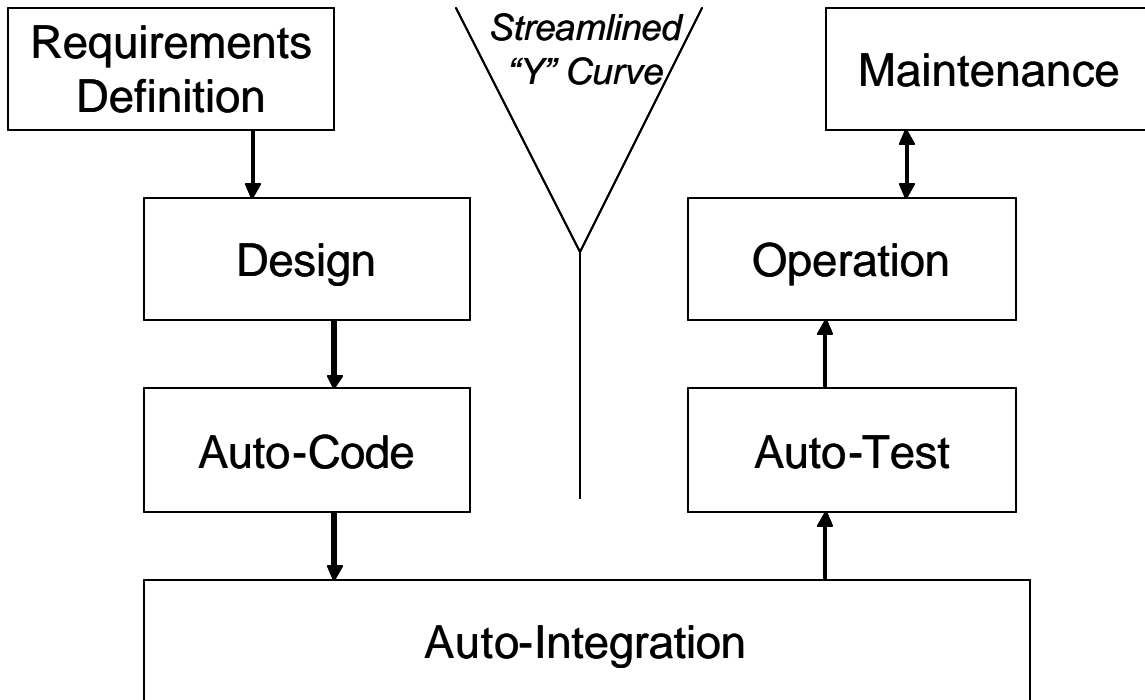 Requirements
Definition
Streamlined
“Y” Curve
Maintenance
Design
Operation
Auto-Code
Auto-Test
Auto-Integration